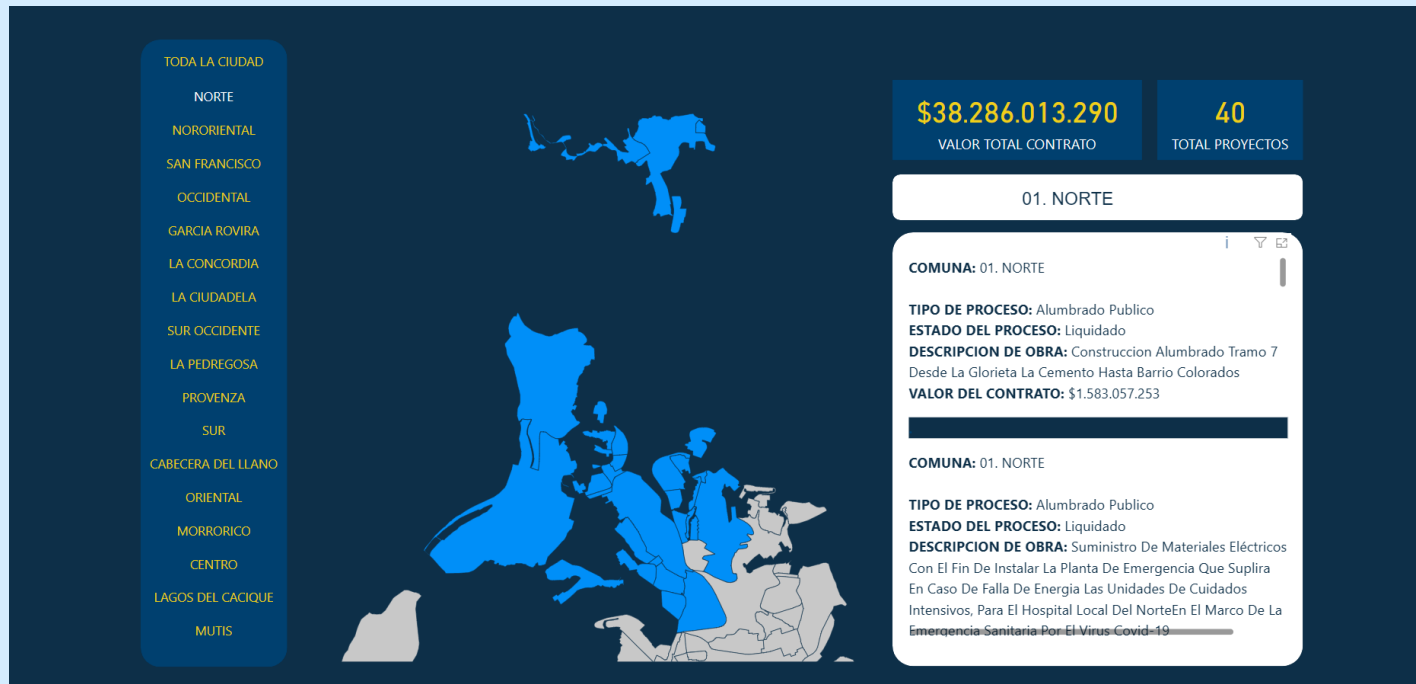 TODA LA CIUDAD
NORTE
NORORIENTAL
SAN FRANCISCO
OCCIDENTAL
GARCIA ROVIRA
LA CONCORDIA
LA CIUDADELA
SUR OCCIDENTE
LA PEDREGOSA
PROVENZA
SUR
CABECERA DEL LLANO
ORIENTAL
MORRORICO
CENTRO
LAGOS DEL CACIQUE
MUTIS
$38.286.013.290
VALOR TOTAL CONTRATO
40
TOTAL PROYECTOS
01. NORTE
COMUNA: 01. NORTE
TIPO DE PROCESO: Alumbrado Publico
ESTADO DEL PROCESO: Liquidado
DESCRIPCION DE OBRA: Construccion Alumbrado Tramo 7
Desde La Glorieta La Cemento Hasta Barrio Colorados
VALOR DEL CONTRATO: $1.583.057.253
COMUNA: 01. NORTE
TIPO DE PROCESO: Alumbrado Publico
ESTADO DEL PROCESO: Liquidado
DESCRIPCION DE OBRA: Suministro De Materiales Eléctricos
Con El Fin De Instalar La Planta De Emergencia Que Suplira
En Caso De Falla De Energia Las Unidades De Cuidados
Intensivos, Para El Hospital Local Del NorteEn El Marco De La
Emergencia Sanitaria Por El Virus Covid-19